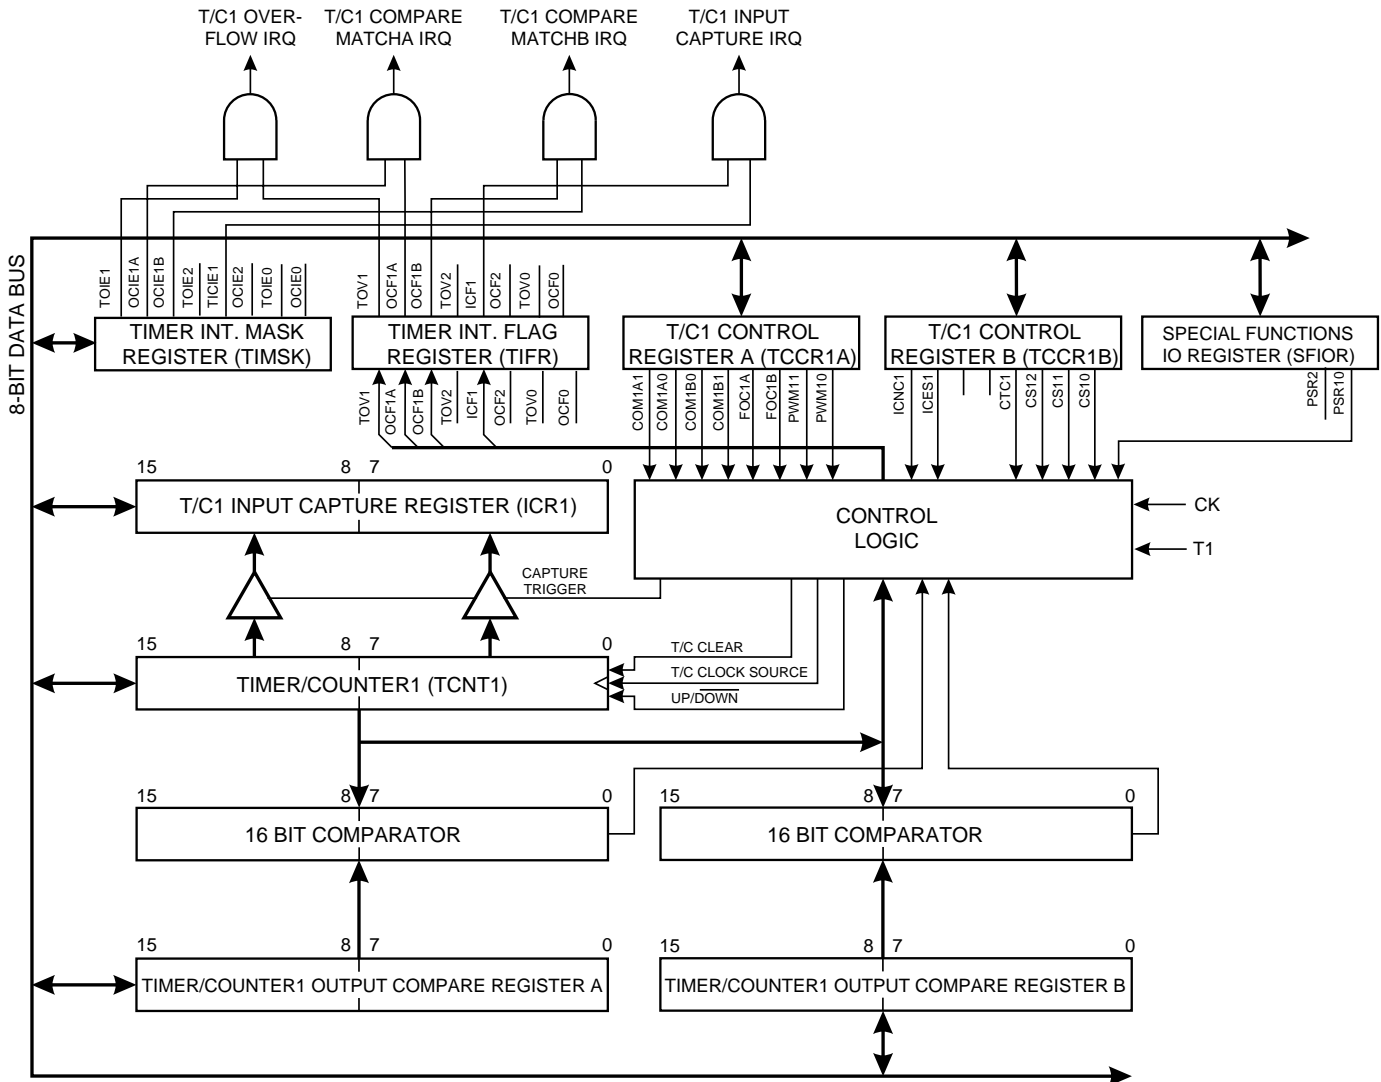 T/C1 OVER-
FLOW IRQ
T/C1 COMPARE
MATCHA IRQ
T/C1 COMPARE
MATCHB IRQ
T/C1 INPUT
CAPTURE IRQ
8-BIT DATA BUS
TOIE1
OCIE1A
OCIE1B
TOIE2
TICIE1
OCIE2
TOIE0
OCIE0
TOV1
OCF1A
OCF1B
TOV2
ICF1
OCF2
TOV0
OCF0
TIMER INT. MASK
REGISTER (TIMSK)
TIMER INT. FLAG
REGISTER (TIFR)
T/C1 CONTROL
REGISTER A (TCCR1A)
T/C1 CONTROL
REGISTER B (TCCR1B)
SPECIAL FUNCTIONS
IO REGISTER (SFIOR)
TOV1
OCF1A
OCF1B
TOV2
ICF1
OCF2
TOV0
OCF0
COM1A1
COM1A0
COM1B0
COM1B1
FOC1A
FOC1B
PWM11
PWM10
ICNC1
ICES1
CTC1
CS12
CS11
CS10
PSR2
PSR10
15 8 7 0
T/C1 INPUT CAPTURE REGISTER (ICR1)
CONTROL
LOGIC
CK
T1
CAPTURE
TRIGGER
15 8 7 0
TIMER/COUNTER1 (TCNT1)
T/C CLEAR
T/C CLOCK SOURCE
UP/DOWN
15 8 7 0
16 BIT COMPARATOR
15 8 7 0
16 BIT COMPARATOR
15 8 7 0
TIMER/COUNTER1 OUTPUT COMPARE REGISTER A
15 8 7 0
TIMER/COUNTER1 OUTPUT COMPARE REGISTER B